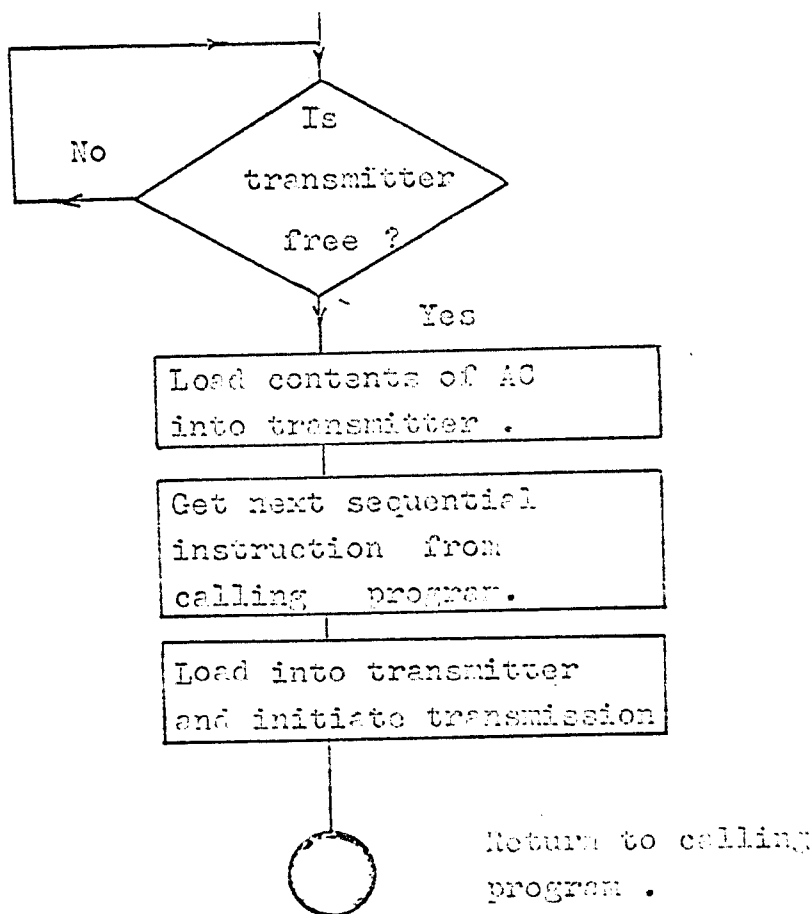 Is
No
transmitter
free ?
Yes
Load contents of AC
into transmitter .
Get next sequential
instruction from
calling program.
Load into transmitter
and initiate transmission
Return to calling
program .